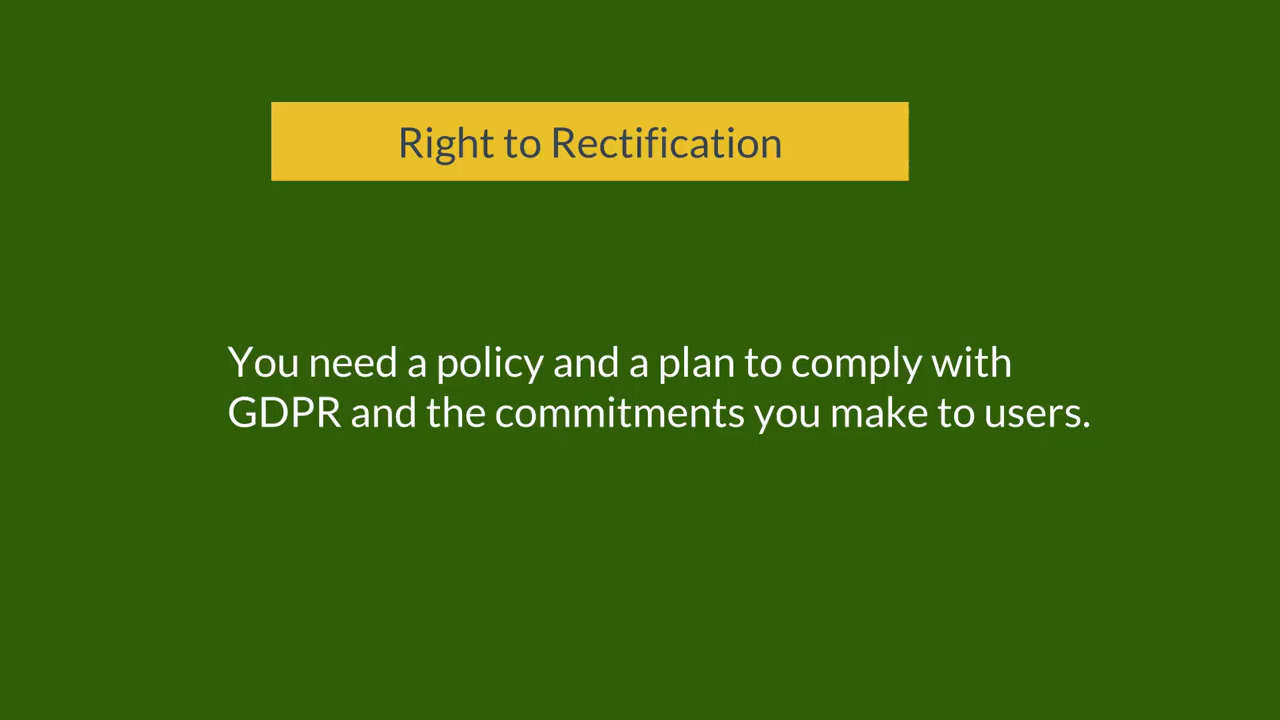 Right to Rectification
You need a policy and a plan to comply with
GDPR and the commitments you make to users.